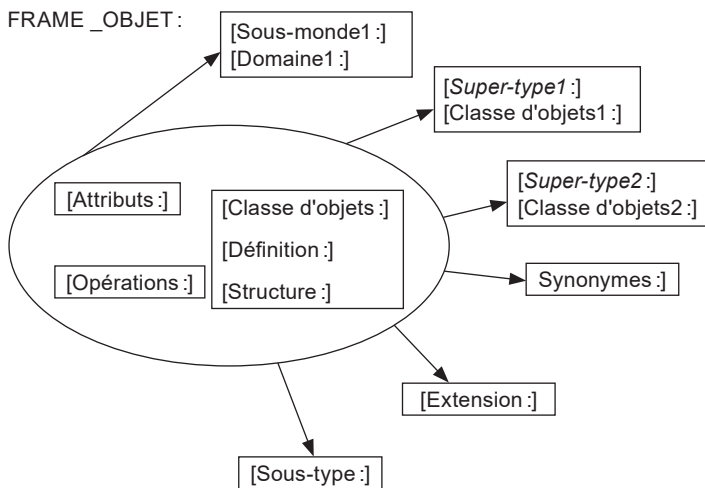 FRAME _OBJET :
[Sous-monde1 :]
[Domaine1 :]
[Super-type1 :]
[Classe d'objets1 :]
[Super-type2 :]
[Classe d'objets2 :]
[Attributs :]
[Classe d'objets :]
[Définition :]
[Opérations :]
[Structure :]
Synonymes :]
[Extension :]
[Sous-type :]